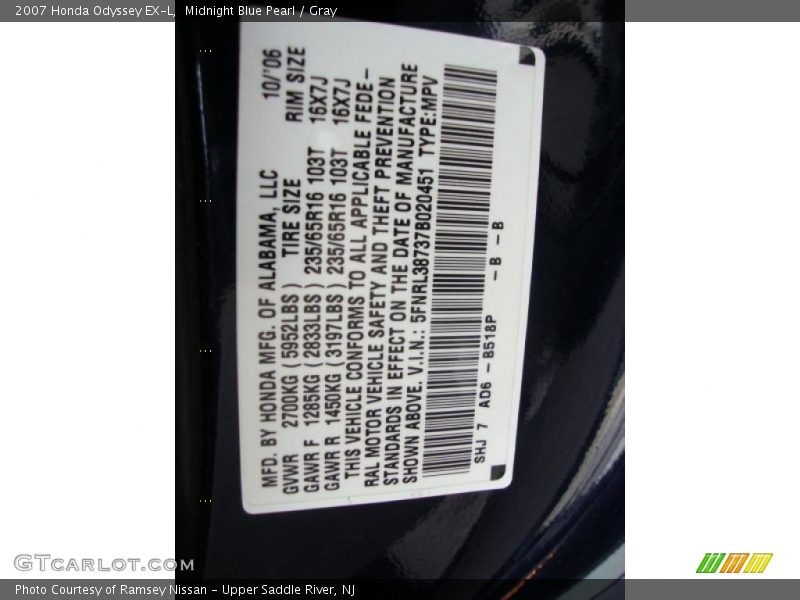 2007 Honda Odyssey EX-L, Midnight Blue Pearl / Gray
MFD. BY HONDA MFG. OF ALABAMA, LLC 10/'06
GVWR 2700KG (5952LBS) TIRE SIZE RIM SIZE
GAWR F 1285KG (2833LBS) 235/65R16 103T 16X7J
GAWR R 1450KG (3197LBS) 235/65R16 103T 16X7J
THIS VEHICLE CONFORMS TO ALL APPLICABLE FEDE-
RAL MOTOR VEHICLE SAFETY AND THEFT PREVENTION
STANDARDS IN EFFECT ON THE DATE OF MANUFACTURE
SHOWN ABOVE. V.I.N.: 5FNRL38737B020451 TYPE:MPV
SHJ 7 AD6 - B518P - B - B
GTcarlot.com
Photo Courtesy of Ramsey Nissan - Upper Saddle River, NJ